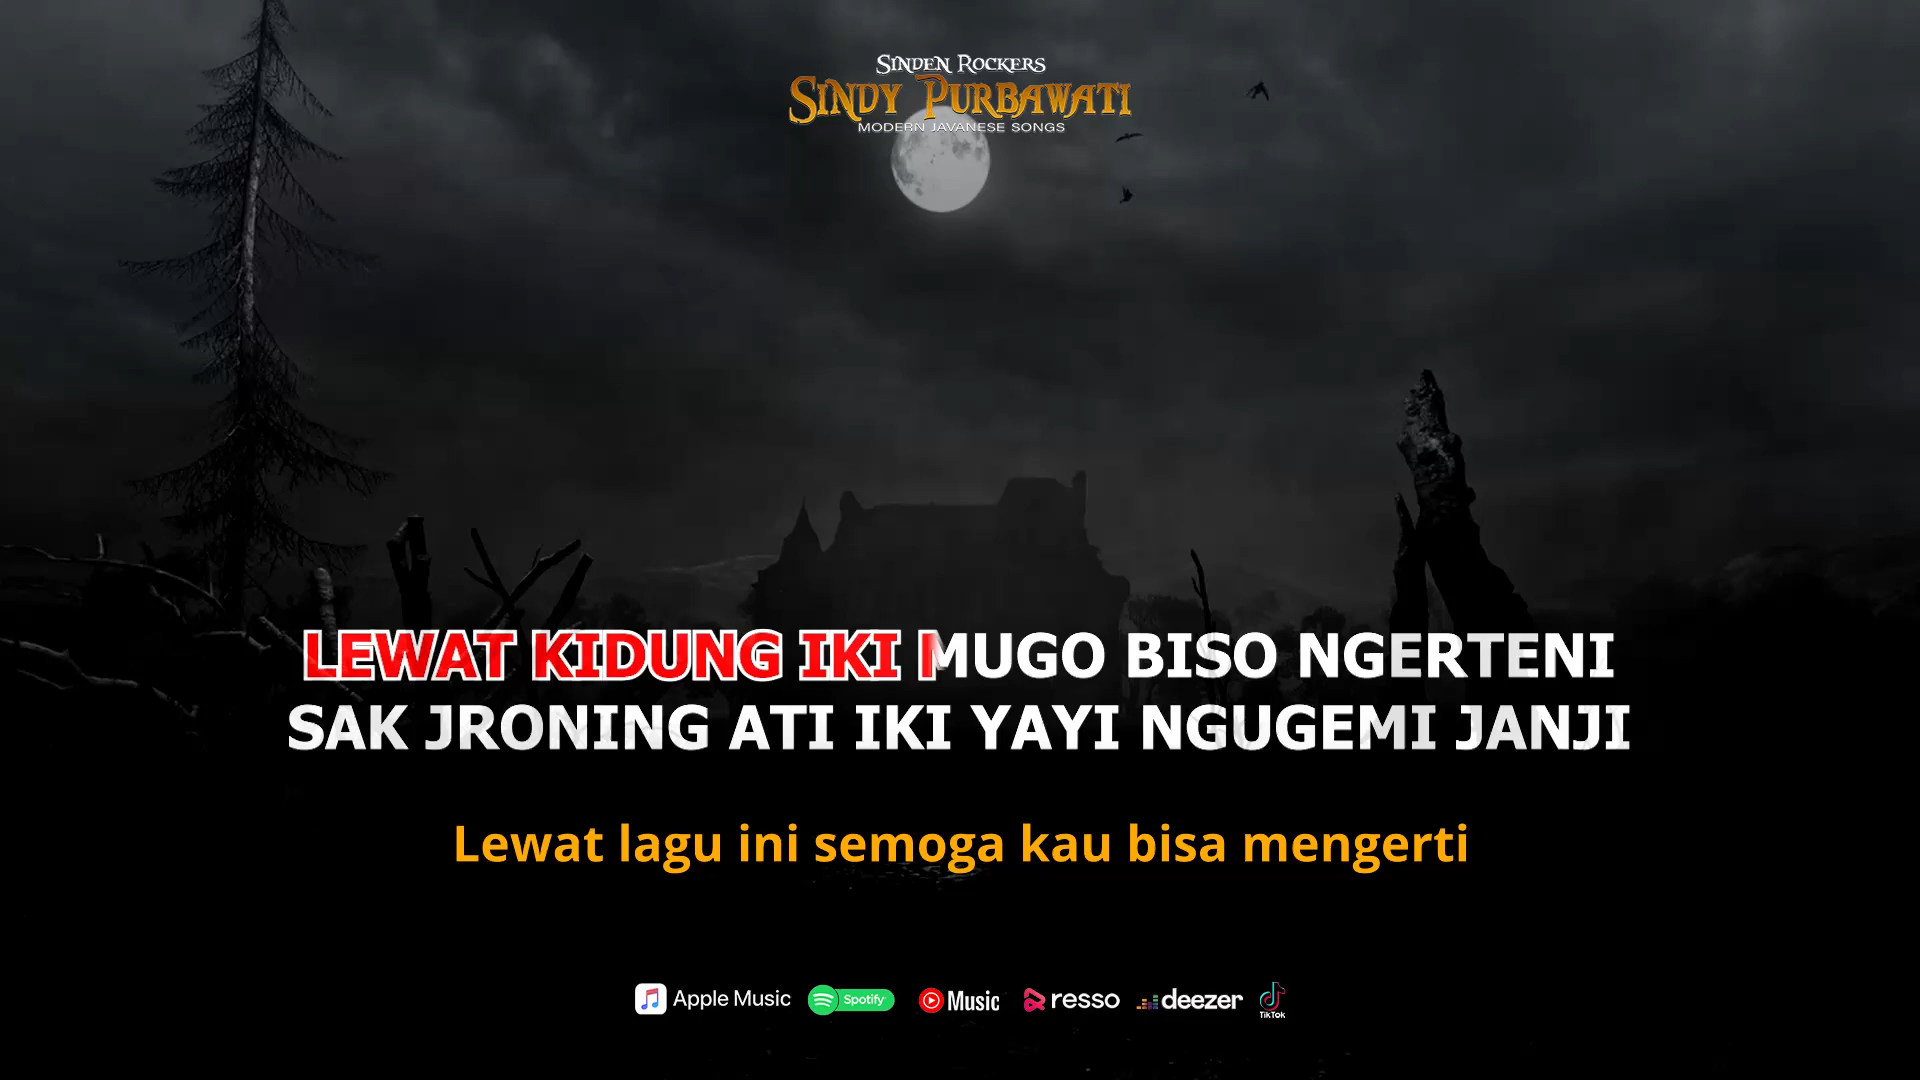 SINDEN ROCKERS
SINDY PURBAWATI
MODERN JAVANESE SONGS
LEWAT KIDUNG IKI MUGO BISO NGERTENI
SAK JRONING ATI IKI YAYI NGUGEMI JANJI
Lewat lagu ini semoga kau bisa mengerti
Apple Music Spotify Music resso deezer TikTok